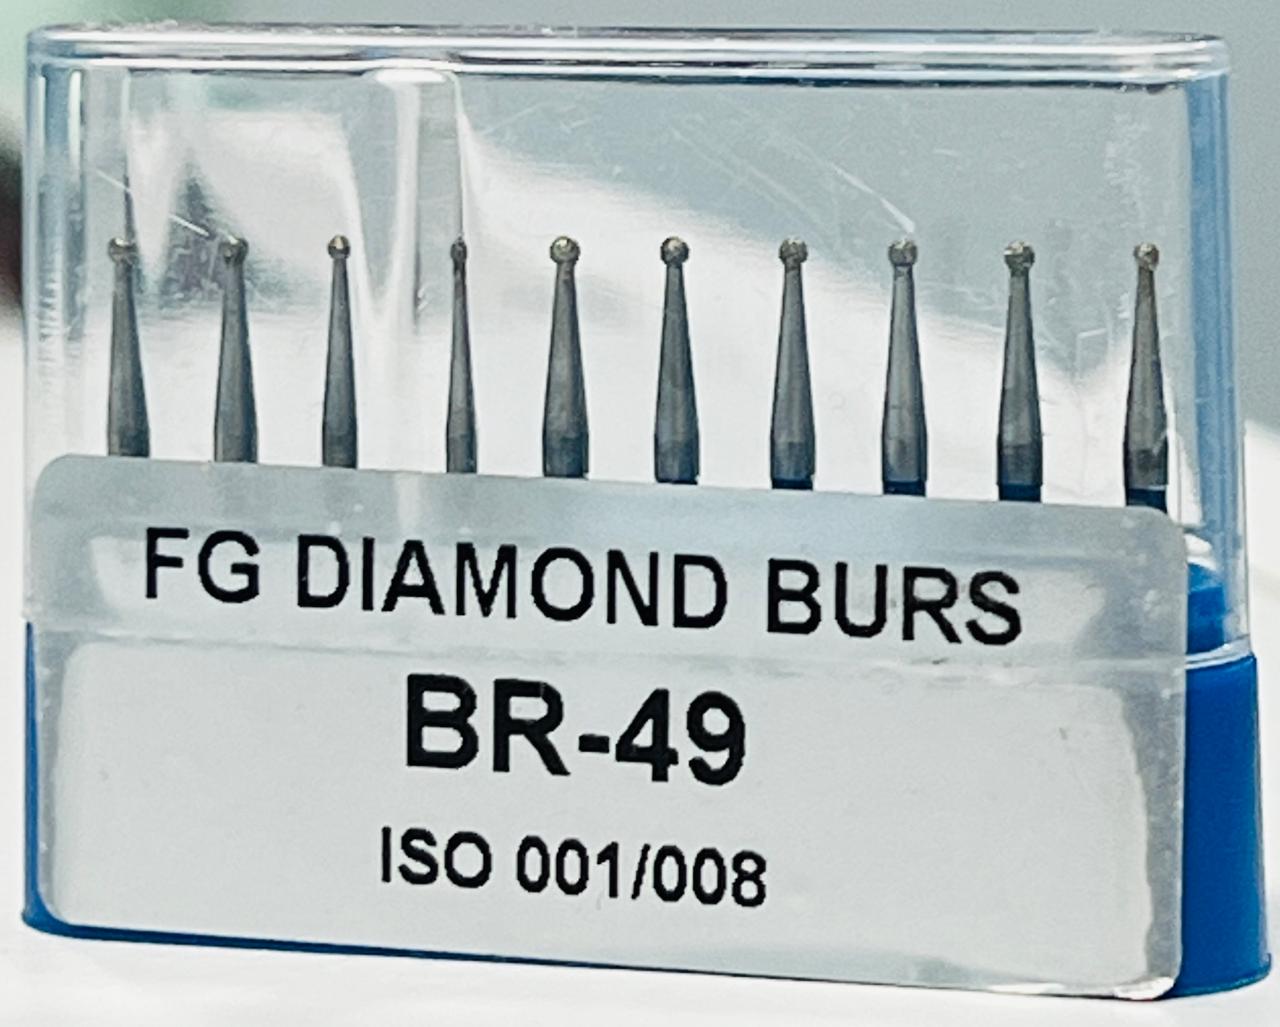 FG DIAMOND BURS
BR-49
ISO 001/008